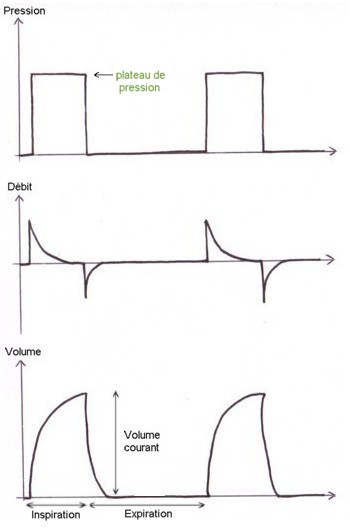 Pression
plateau de
pression
Débit
Volume
Volume
courant
Inspiration
Expiration